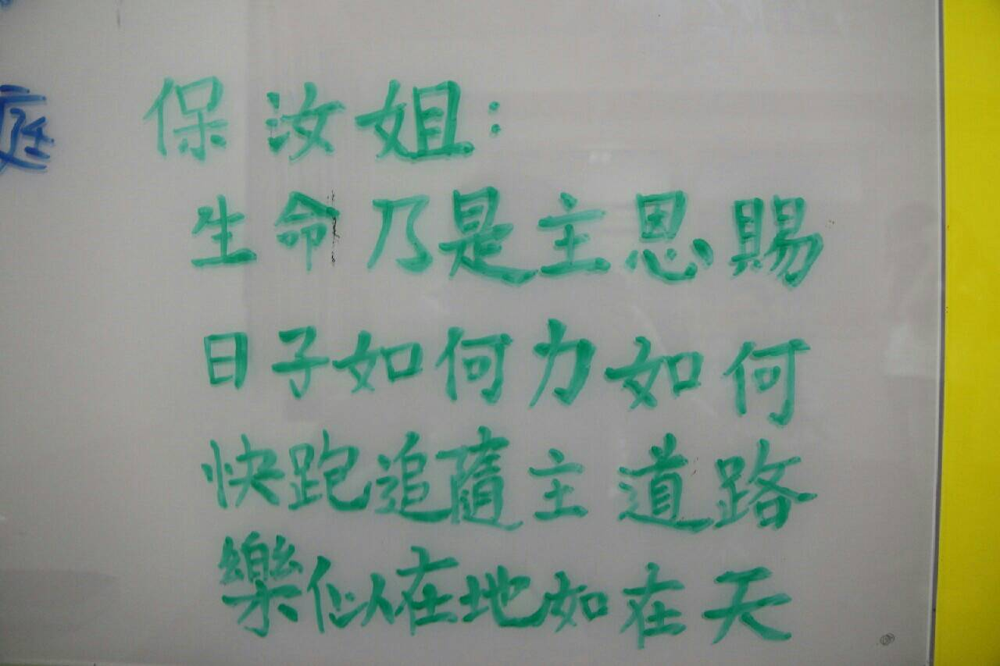 庭
保汝姐：
生命乃是主恩賜
日子如何力如何
快跑追隨主道路
樂似在地如在天